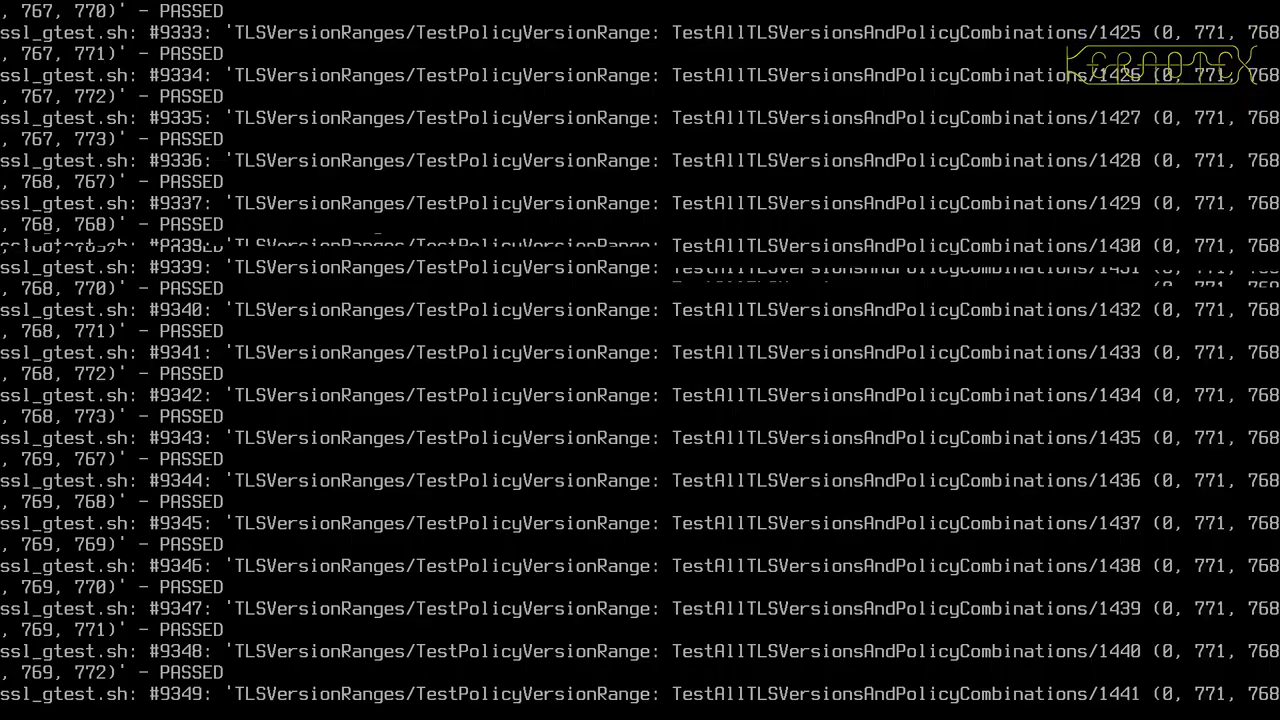 , 767, 770)' - PASSED
ssl_gtest.sh: #9333: 'TLSVersionRanges/TestPolicyVersionRange: TestAllTLSVersionsAndPolicyCombinations/1425 (0, 771, 768
, 767, 771)' - PASSED
KERNOTEX
ssl_gtest.sh: #9334: 'TLSVersionRanges/TestPolicyVersionRange: TestAllTLSVersionsAndPolicyCombinations/1426 (0, 771, 768
, 767, 772)' - PASSED
ssl_gtest.sh: #9335: 'TLSVersionRanges/TestPolicyVersionRange: TestAllTLSVersionsAndPolicyCombinations/1427 (0, 771, 768
, 767, 773)' - PASSED
ssl_gtest.sh: #9336: 'TLSVersionRanges/TestPolicyVersionRange: TestAllTLSVersionsAndPolicyCombinations/1428 (0, 771, 768
, 768, 767)' - PASSED
ssl_gtest.sh: #9337: 'TLSVersionRanges/TestPolicyVersionRange: TestAllTLSVersionsAndPolicyCombinations/1429 (0, 771, 768
, 768, 768)' - PASSED
TLSVersionRanges/TestPolicyVersionRange: TestAllTLSVersionsAndPolicyCombinations/1430 (0, 771, 768
ssl_gtest.sh: #9339: 'TLSVersionRanges/TestPolicyVersionRange: TestAllTLSVersionsAndPolicyCombinations/1431 (0, 771, 768
, 768, 770)' - PASSED
ssl_gtest.sh: #9340: 'TLSVersionRanges/TestPolicyVersionRange: TestAllTLSVersionsAndPolicyCombinations/1432 (0, 771, 768
, 768, 771)' - PASSED
ssl_gtest.sh: #9341: 'TLSVersionRanges/TestPolicyVersionRange: TestAllTLSVersionsAndPolicyCombinations/1433 (0, 771, 768
, 768, 772)' - PASSED
ssl_gtest.sh: #9342: 'TLSVersionRanges/TestPolicyVersionRange: TestAllTLSVersionsAndPolicyCombinations/1434 (0, 771, 768
, 768, 773)' - PASSED
ssl_gtest.sh: #9343: 'TLSVersionRanges/TestPolicyVersionRange: TestAllTLSVersionsAndPolicyCombinations/1435 (0, 771, 768
, 769, 767)' - PASSED
ssl_gtest.sh: #9344: 'TLSVersionRanges/TestPolicyVersionRange: TestAllTLSVersionsAndPolicyCombinations/1436 (0, 771, 768
, 769, 768)' - PASSED
ssl_gtest.sh: #9345: 'TLSVersionRanges/TestPolicyVersionRange: TestAllTLSVersionsAndPolicyCombinations/1437 (0, 771, 768
, 769, 769)' - PASSED
ssl_gtest.sh: #9346: 'TLSVersionRanges/TestPolicyVersionRange: TestAllTLSVersionsAndPolicyCombinations/1438 (0, 771, 768
, 769, 770)' - PASSED
ssl_gtest.sh: #9347: 'TLSVersionRanges/TestPolicyVersionRange: TestAllTLSVersionsAndPolicyCombinations/1439 (0, 771, 768
, 769, 771)' - PASSED
ssl_gtest.sh: #9348: 'TLSVersionRanges/TestPolicyVersionRange: TestAllTLSVersionsAndPolicyCombinations/1440 (0, 771, 768
, 769, 772)' - PASSED
ssl_gtest.sh: #9349: 'TLSVersionRanges/TestPolicyVersionRange: TestAllTLSVersionsAndPolicyCombinations/1441 (0, 771, 768